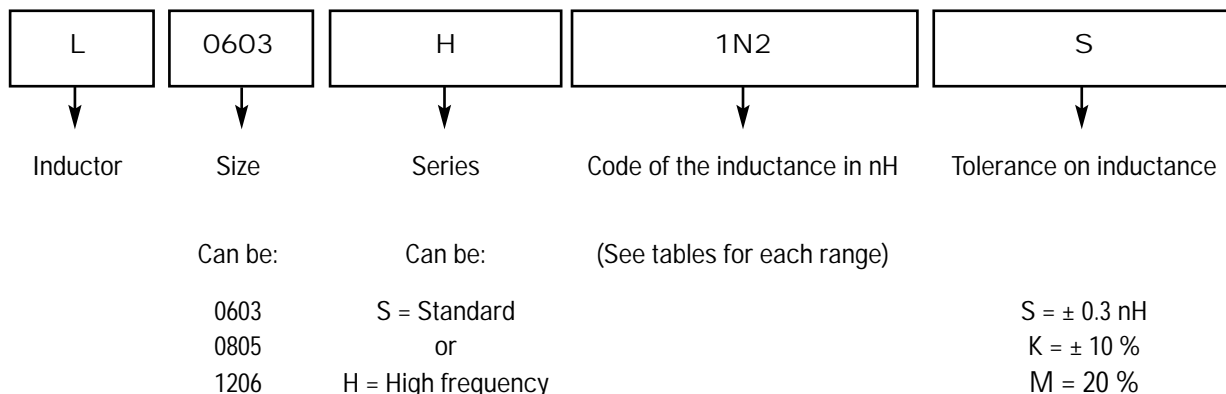 L 0603 H 1N2 S
Inductor Size Series Code of the inductance in nH Tolerance on inductance
Can be: Can be: (See tables for each range)
0603 S = Standard S = ± 0.3 nH
0805 or K = ± 10 %
1206 H = High frequency M = 20 %